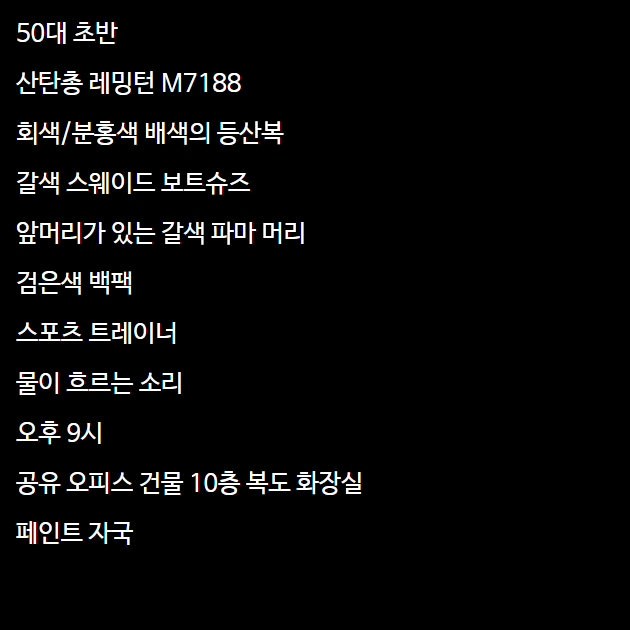 50대 초반
산탄총 레밍턴 M7188
회색/분홍색 배색의 등산복
갈색 스웨이드 보트슈즈
앞머리가 있는 갈색 파마 머리
검은색 백팩
스포츠 트레이너
물이 흐르는 소리
오후 9시
공유 오피스 건물 10층 복도 화장실
페인트 자국